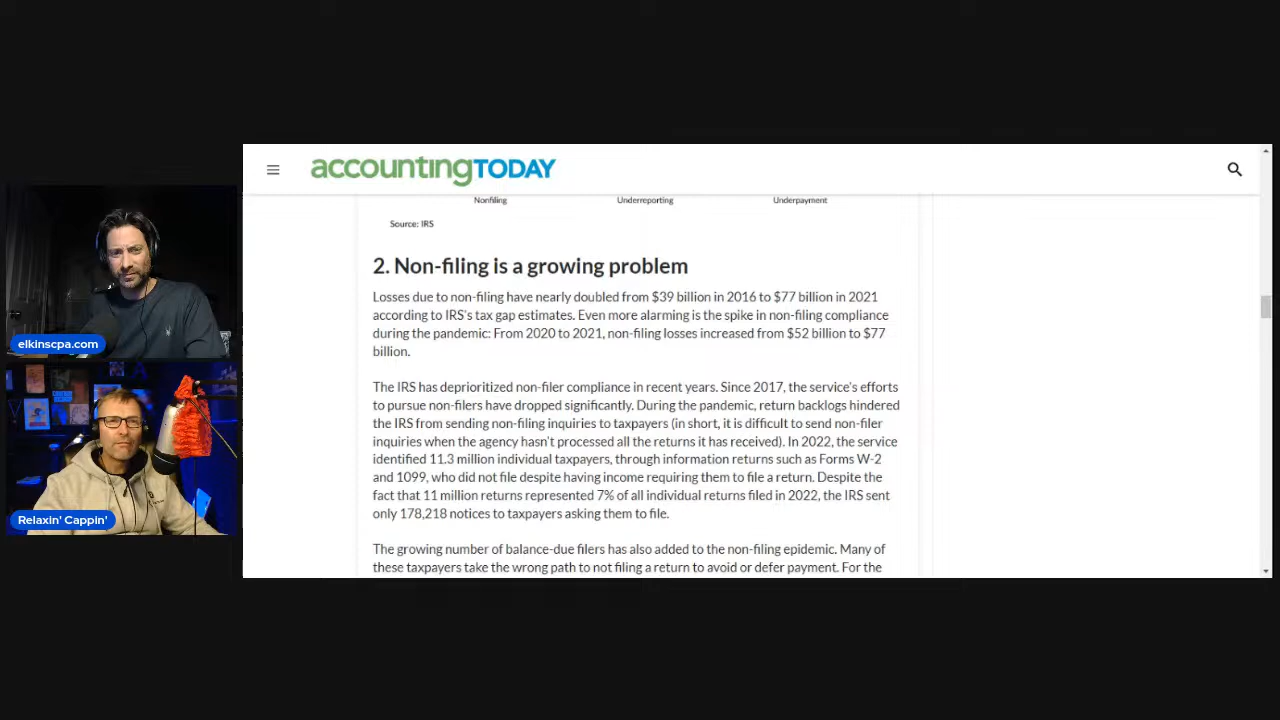 accountingTODAY
Nonfiling Underreporting Underpayment
Source: IRS
2. Non-filing is a growing problem
Losses due to non-filing have nearly doubled from $39 billion in 2016 to $77 billion in 2021
according to IRS's tax gap estimates. Even more alarming is the spike in non-filing compliance
during the pandemic: From 2020 to 2021, non-filing losses increased from $52 billion to $77
billion.
The IRS has deprioritized non-filer compliance in recent years. Since 2017, the service's efforts
to pursue non-filers have dropped significantly. During the pandemic, return backlogs hindered
the IRS from sending non-filing inquiries to taxpayers (in short, it is difficult to send non-filer
inquiries when the agency hasn't processed all the returns it has received). In 2022, the service
identified 11.3 million individual taxpayers, through information returns such as Forms W-2
and 1099, who did not file despite having income requiring them to file a return. Despite the
fact that 11 million returns represented 7% of all individual returns filed in 2022, the IRS sent
only 178,218 notices to taxpayers asking them to file.
The growing number of balance-due filers has also added to the non-filing epidemic. Many of
these taxpayers take the wrong path to not filing a return to avoid or defer payment. For the
elkinscpa.com
Relaxin' Cappin'